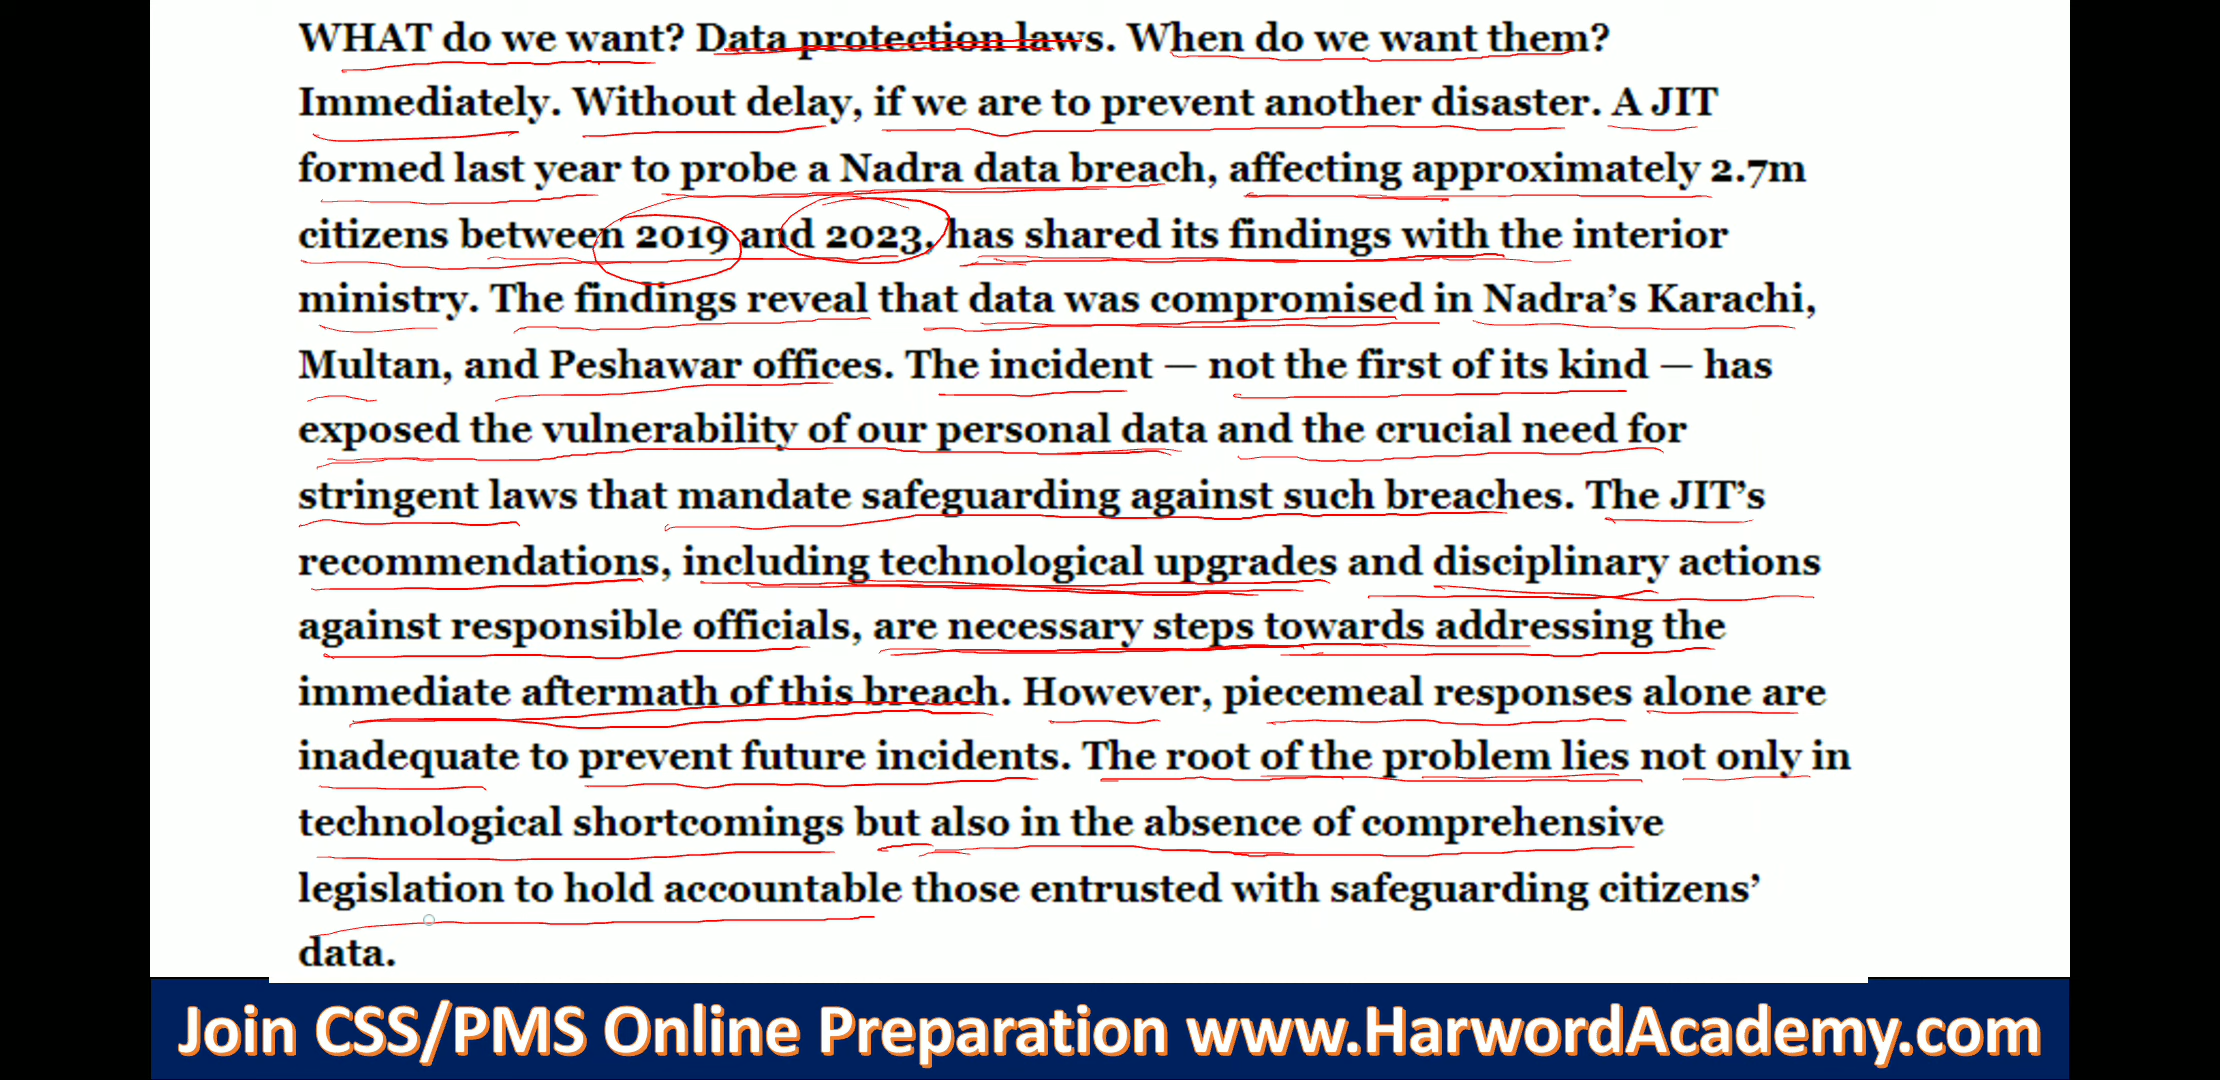 WHAT do we want? Data protection laws. When do we want them?
Immediately. Without delay, if we are to prevent another disaster. A JIT
formed last year to probe a Nadra data breach, affecting approximately 2.7m
citizens between 2019 and 2023, has shared its findings with the interior
ministry. The findings reveal that data was compromised in Nadra’s Karachi,
Multan, and Peshawar offices. The incident — not the first of its kind — has
exposed the vulnerability of our personal data and the crucial need for
stringent laws that mandate safeguarding against such breaches. The JIT’s
recommendations, including technological upgrades and disciplinary actions
against responsible officials, are necessary steps towards addressing the
immediate aftermath of this breach. However, piecemeal responses alone are
inadequate to prevent future incidents. The root of the problem lies not only in
technological shortcomings but also in the absence of comprehensive
legislation to hold accountable those entrusted with safeguarding citizens’
data.
Join CSS/PMS Online Preparation www.HarwordAcademy.com